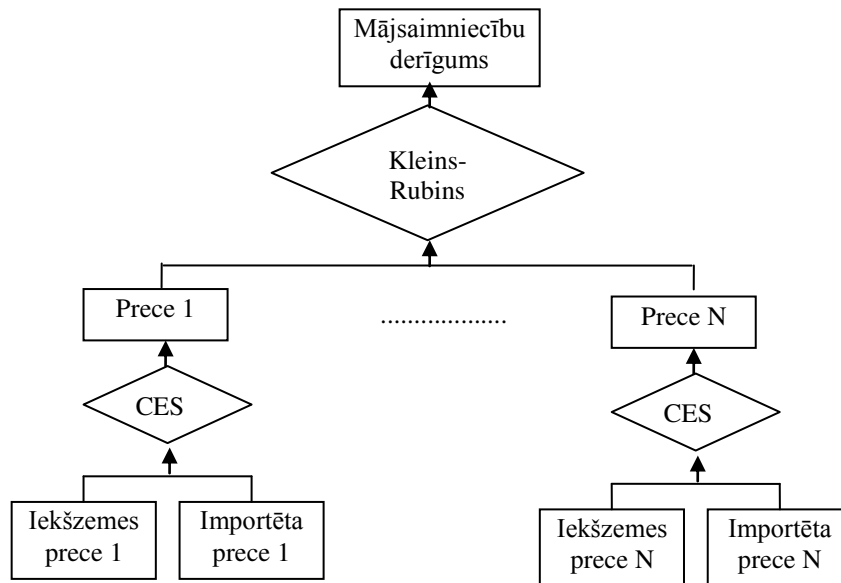 Mājsaimniecību
derīgums
Kleins-
Rubins
Prece 1
...................
Prece N
CES
CES
Iekšzemes
prece 1
Importēta
prece 1
Iekšzemes
prece N
Importēta
prece N